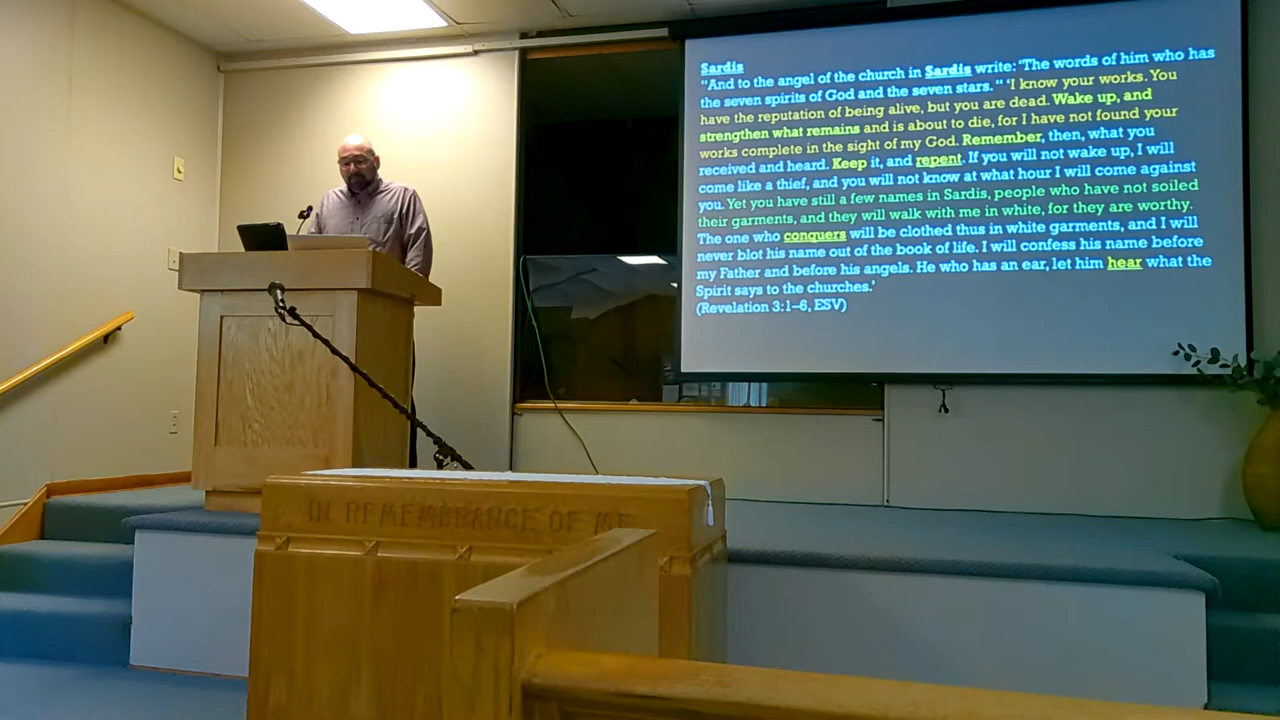 Sardis
"And to the angel of the church in Sardis write: 'The words of him who has
the seven spirits of God and the seven stars. " 'I know your works. You
have the reputation of being alive, but you are dead. Wake up, and
strengthen what remains and is about to die, for I have not found your
works complete in the sight of my God. Remember, then, what you
received and heard. Keep it, and repent. If you will not wake up, I will
come like a thief, and you will not know at what hour I will come against
you. Yet you have still a few names in Sardis, people who have not soiled
their garments, and they will walk with me in white, for they are worthy.
The one who conquers will be clothed thus in white garments, and I will
never blot his name out of the book of life. I will confess his name before
my Father and before his angels. He who has an ear, let him hear what the
Spirit says to the churches.'
(Revelation 3:1–6, ESV)
IN REMEMBRANCE OF ME